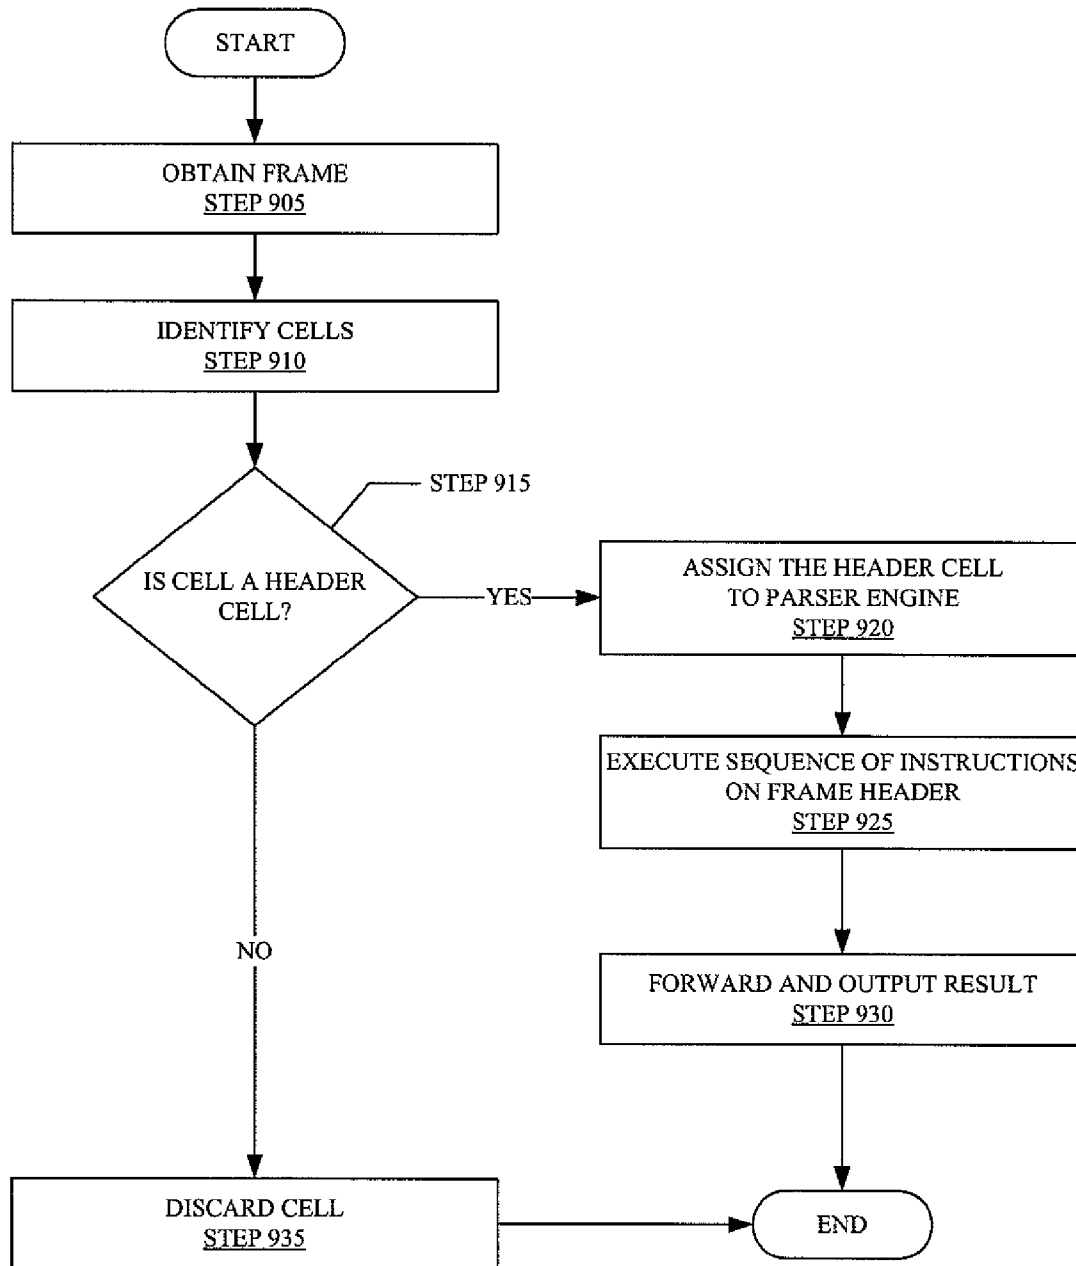 START
OBTAIN FRAME
STEP 905
IDENTIFY CELLS
STEP 910
STEP 915
IS CELL A HEADER
CELL?
YES
ASSIGN THE HEADER CELL
TO PARSER ENGINE
STEP 920
EXECUTE SEQUENCE OF INSTRUCTIONS
ON FRAME HEADER
STEP 925
NO
FORWARD AND OUTPUT RESULT
STEP 930
DISCARD CELL
STEP 935
END